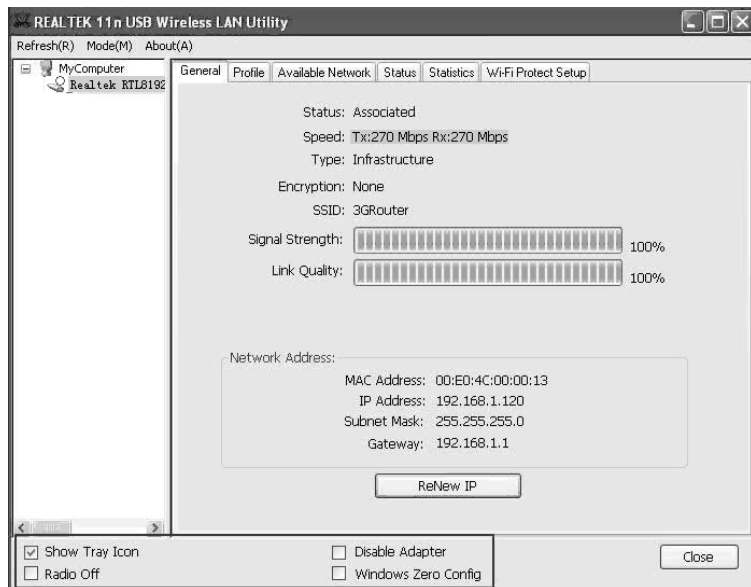 REALTEK 11n USB Wireless LAN Utility
Refresh(R) Mode(M) About(A)
MyComputer
Realtek RTL8192
General Profile Available Network Status Statistics Wi-Fi Protect Setup
Status: Associated
Speed: Tx:270 Mbps Rx:270 Mbps
Type: Infrastructure
Encryption: None
SSID: 3GRouter
Signal Strength: 100%
Link Quality: 100%
Network Address:
MAC Address: 00:E0:4C:00:00:13
IP Address: 192.168.1.120
Subnet Mask: 255.255.255.0
Gateway: 192.168.1.1
ReNew IP
Show Tray Icon Disable Adapter
Radio Off Windows Zero Config
Close